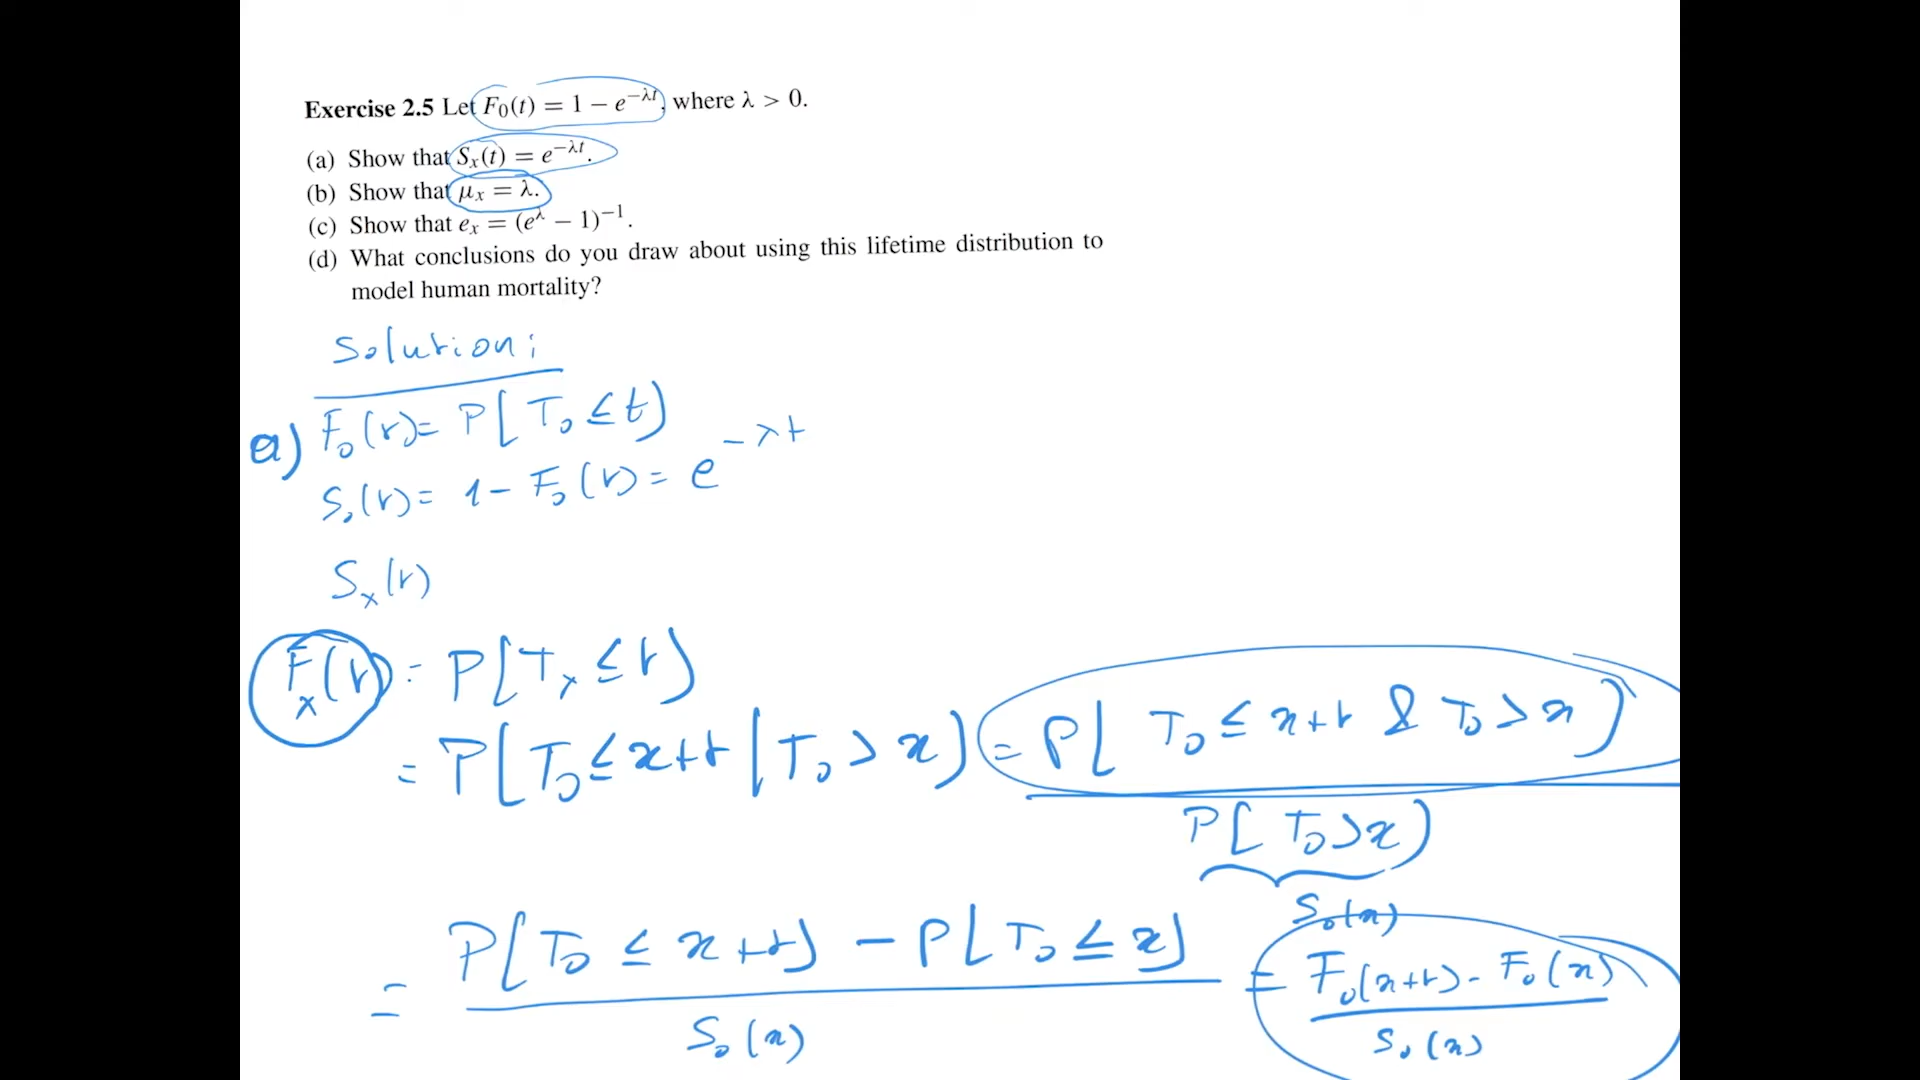 Exercise 2.5 Let F₀(t) = 1 − e^{−λt}, where λ > 0.
(a) Show that Sₓ(t) = e^{−λt}.
(b) Show that μₓ = λ.
(c) Show that eₓ = (e^λ − 1)^{−1}.
(d) What conclusions do you draw about using this lifetime distribution to
model human mortality?
Solution;
a) F₀(t) = P[T₀ ≤ t)
S₀(t) = 1 − F₀(t) = e^{−λt}
Sₓ(t)
Fₓ(t) = P[Tₓ ≤ t)
= P[T₀ ≤ x+t | T₀ > x) = P[T₀ ≤ x+t & T₀ > x]
P[T₀ > x)
S₀(x)
= P[T₀ ≤ x+t] − P[T₀ ≤ x] = F₀(x+t) − F₀(x)
S₀(x) S₀(x)